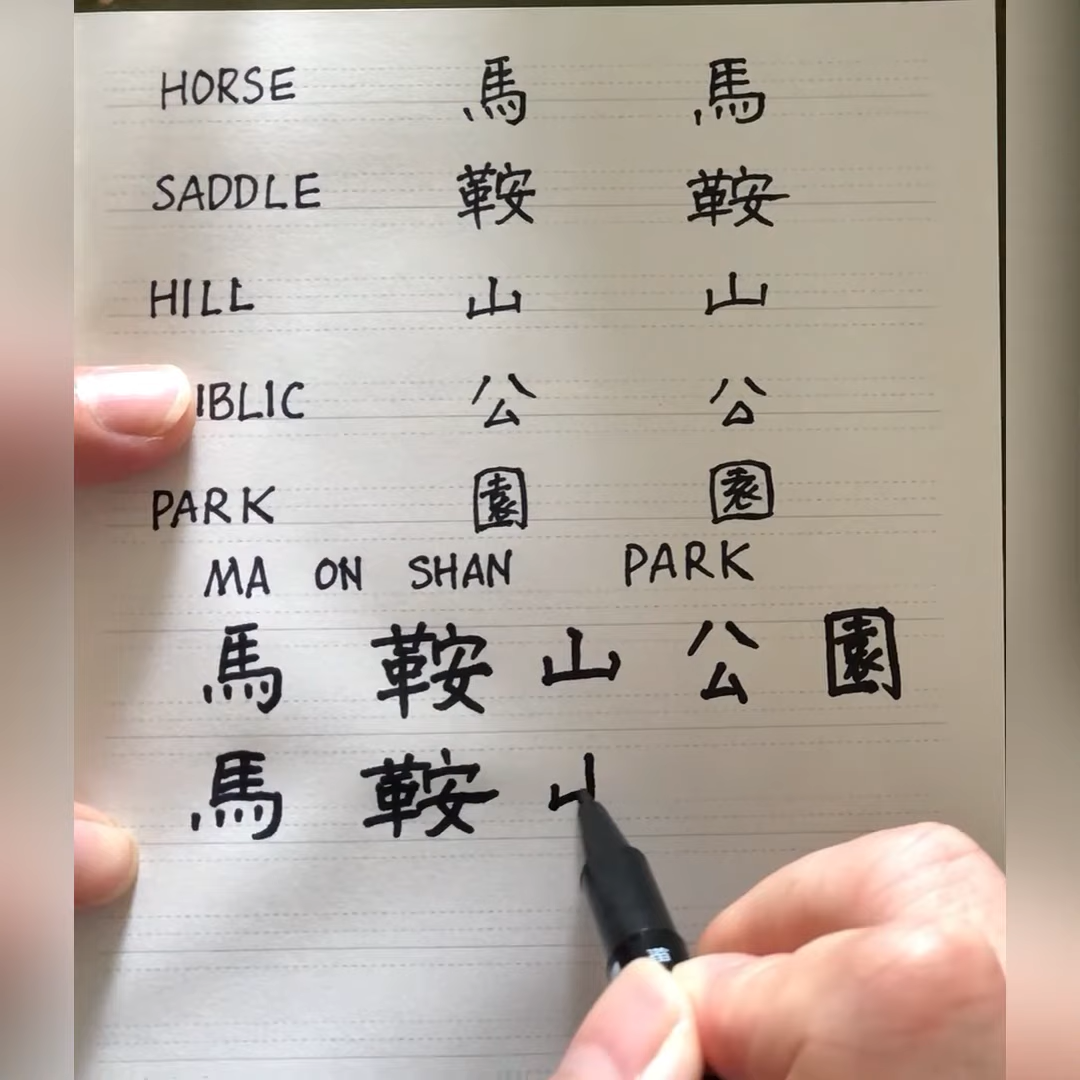 HORSE 馬 馬
SADDLE 鞍 鞍
HILL 山 山
IBLIC 公 公
PARK 園 園
MA ON SHAN PARK
馬 鞍 山 公 園
馬 鞍